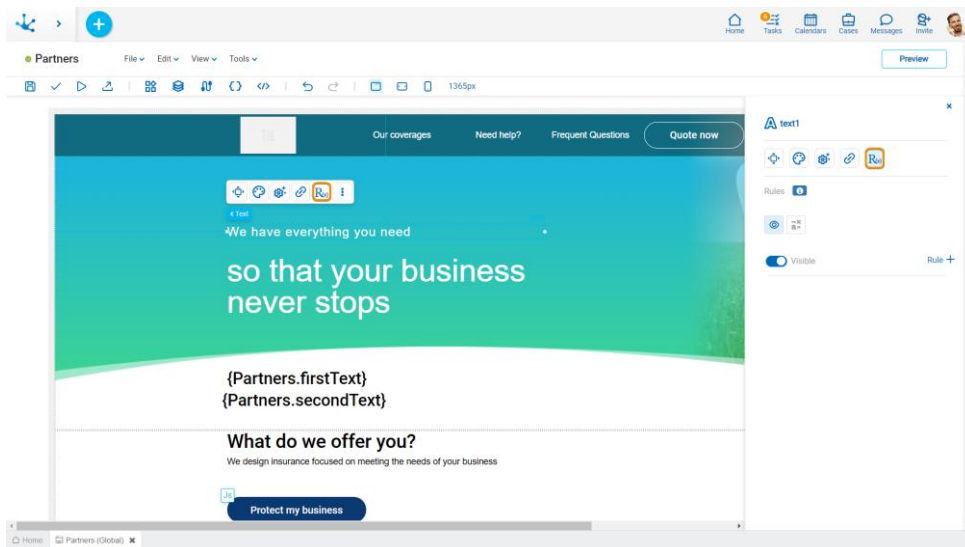 Home
6
Tasks
Calendars
Cases
Messages
Invite
Partners
File
Edit
View
Tools
Preview
1365px
Our coverages
Need help?
Frequent Questions
Quote now
< Text
We have everything you need
so that your business
never stops
{Partners.firstText}
{Partners.secondText}
What do we offer you?
We design insurance focused on meeting the needs of your business
Js
Protect my business
text1
Rules
Visible
Rule +
Home
Partners (Global)